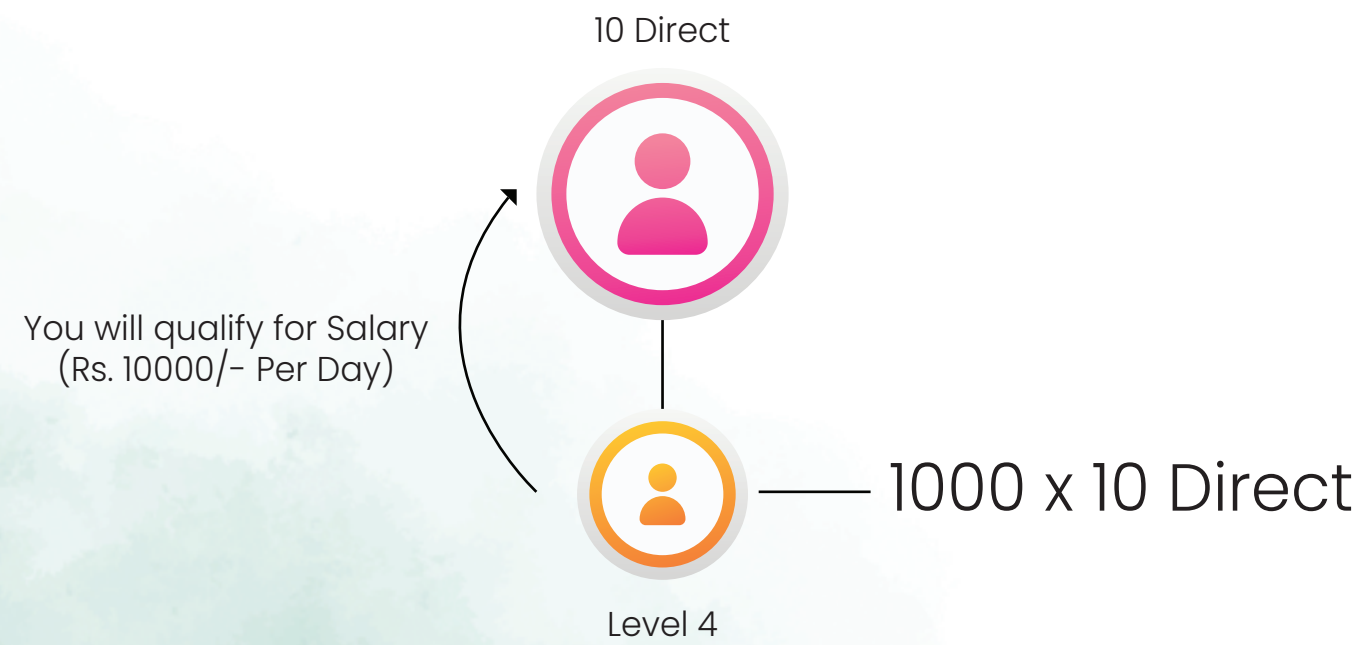 10 Direct
You will qualify for Salary
(Rs. 10000/- Per Day)
1000 x 10 Direct
Level 4